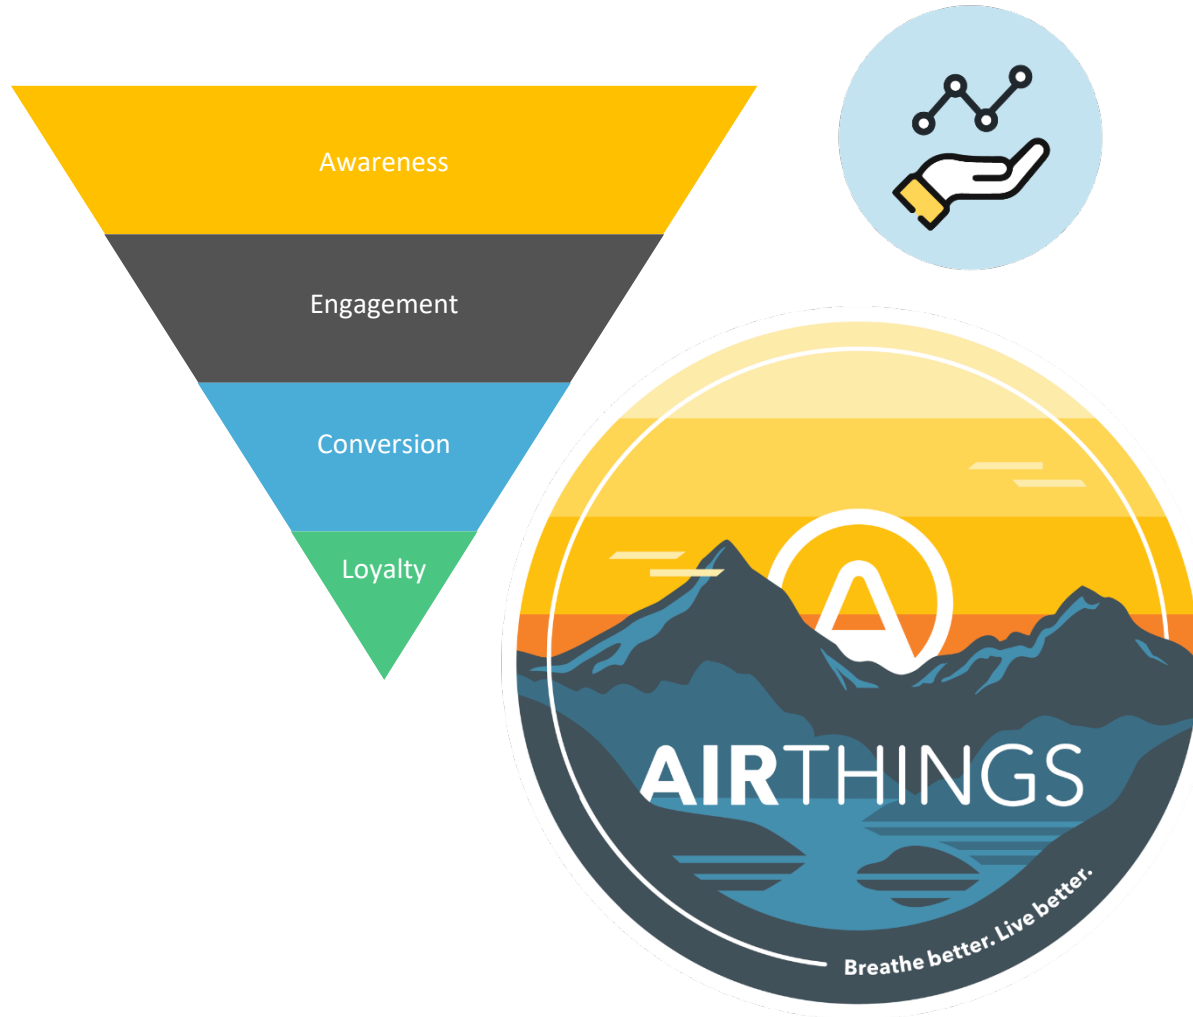 Awareness
Engagement
Conversion
Loyalty
A
AIRTHINGS
Breathe better. Live better.